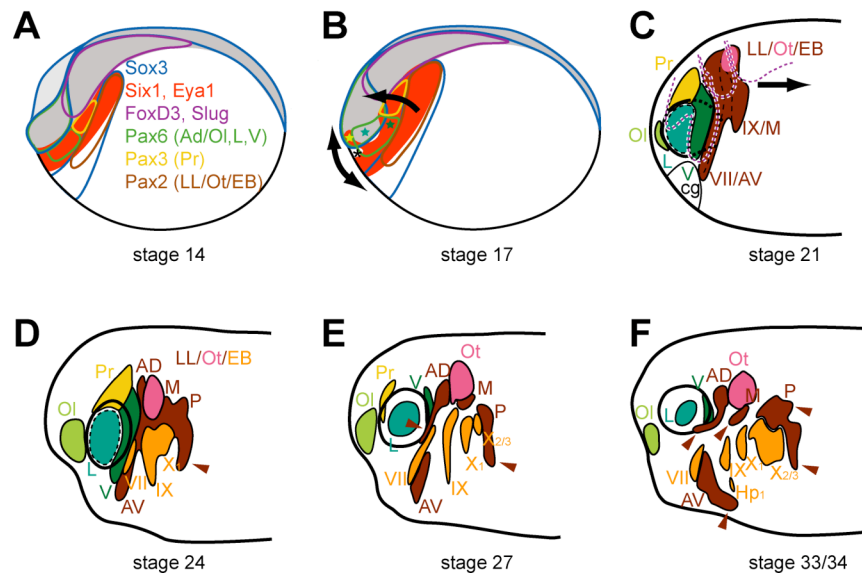 A
Sox3
Six1, Eya1
FoxD3, Slug
Pax6 (Ad/Ol,L,V)
Pax3 (Pr)
Pax2 (LL/Ot/EB)
stage 14
B
*
stage 17
C
LL/Ot/EB
Pr
Ol
IX/M
L
V
VII/AV
cg
stage 21
D
LL/Ot/EB
Pr
AD
M
P
Ol
L
X1
V
VII
IX
AV
stage 24
E
Ot
Pr
V
AD
M
P
Ol
L
X2/3
X1
VII
IX
AV
stage 27
F
Ot
AD
V
M
P
Ol
L
VII
IX
X1
X2/3
AV
Hp1
stage 33/34